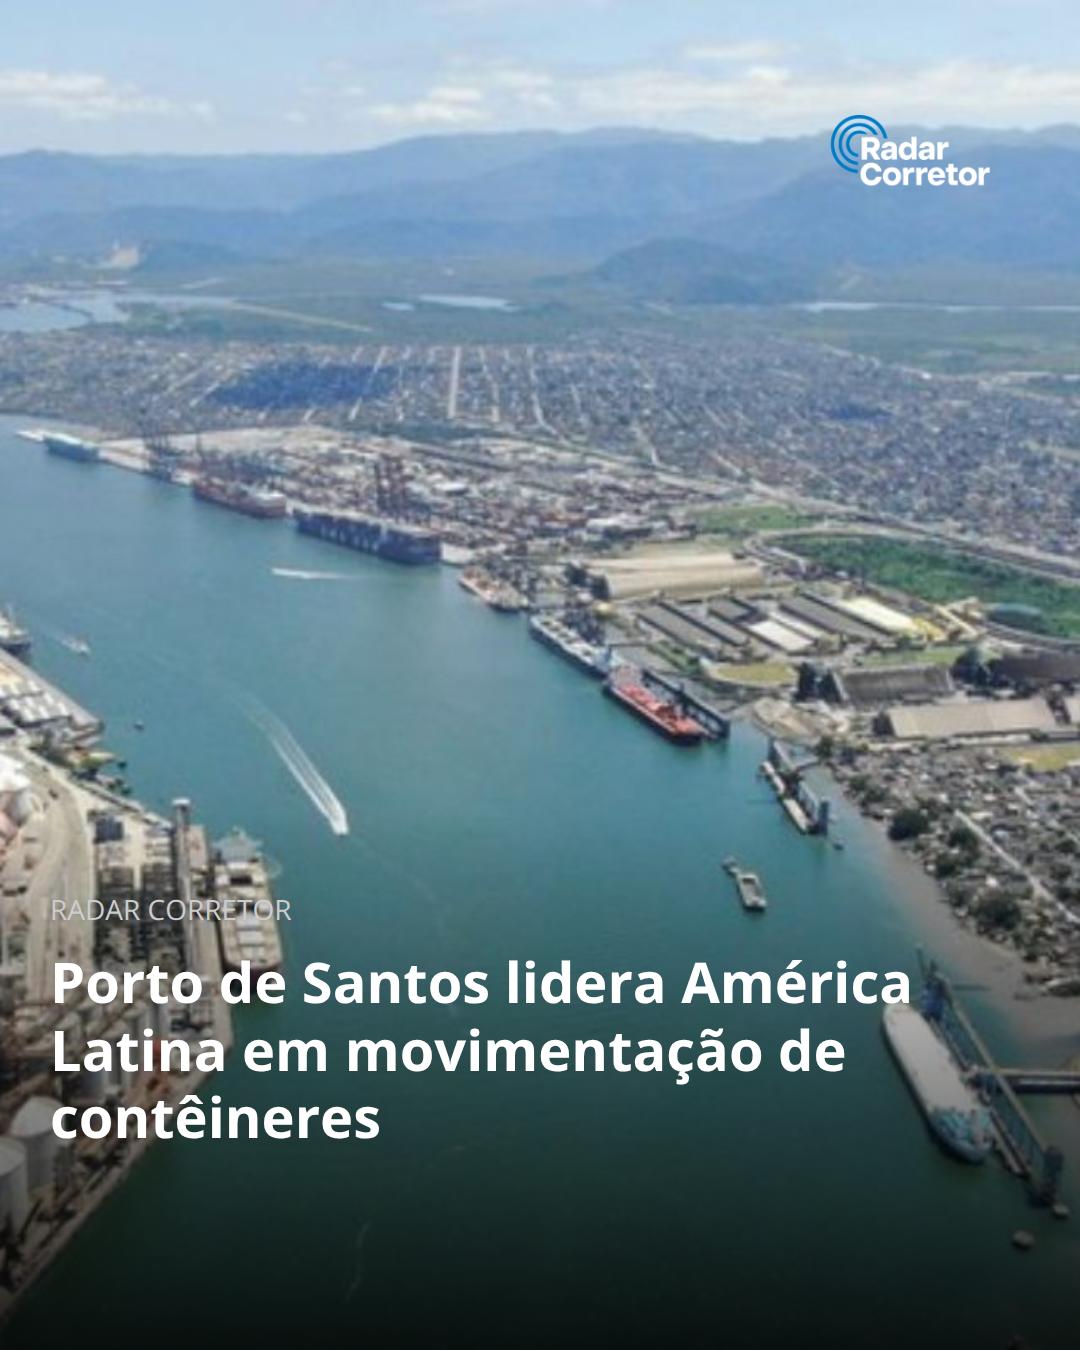 Radar
Corretor
RADAR CORRETOR
Porto de Santos lidera América
Latina em movimentação de
contêineres